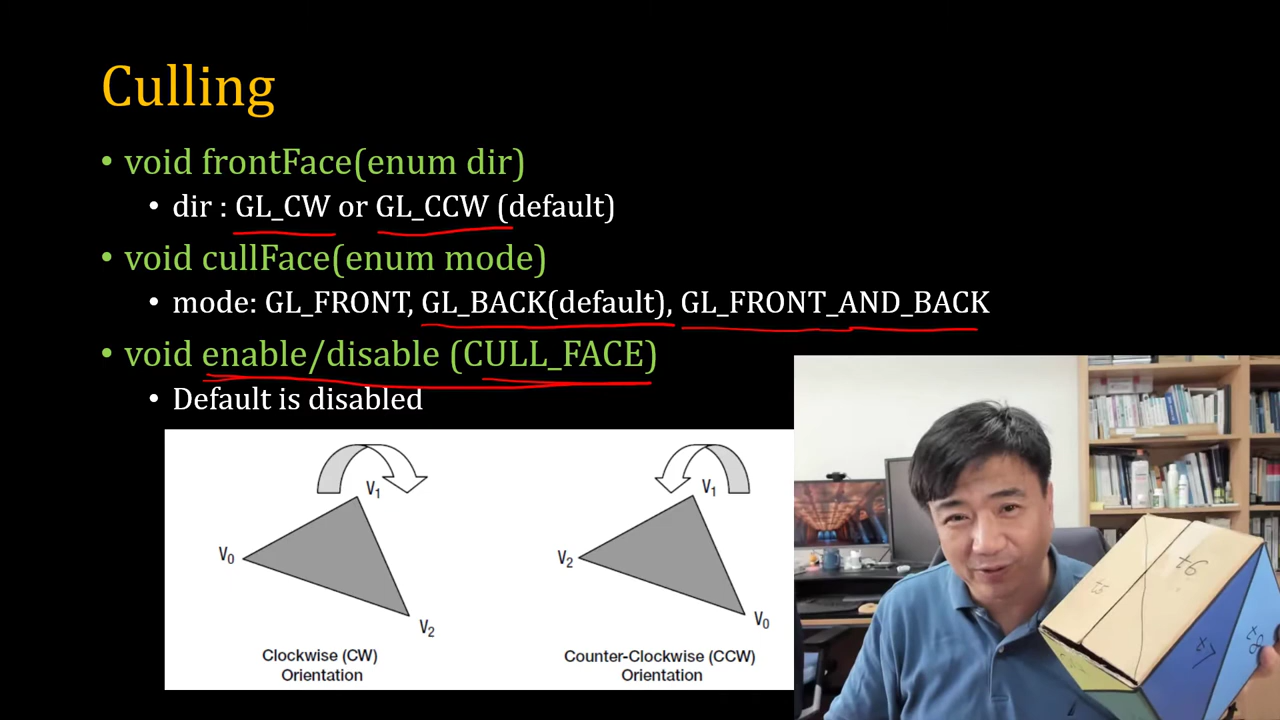 Culling
• void frontFace(enum dir)
• dir : GL_CW or GL_CCW (default)
• void cullFace(enum mode)
• mode: GL_FRONT, GL_BACK(default), GL_FRONT_AND_BACK
• void enable/disable (CULL_FACE)
• Default is disabled
V1
V0
V2
Clockwise (CW)
Orientation
V1
V2
V0
Counter-Clockwise (CCW)
Orientation